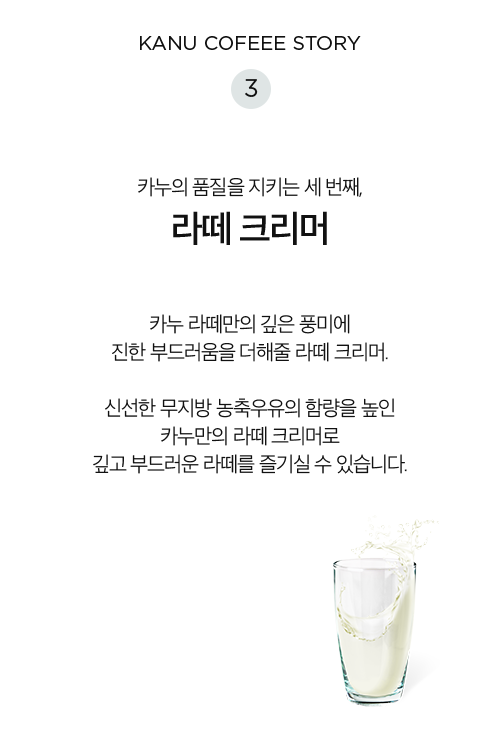 KANU COFEEE STORY
3
카누의 품질을 지키는 세 번째,
라떼 크리머
카누 라떼만의 깊은 풍미에
진한 부드러움을 더해줄 라떼 크리머.
신선한 무지방 농축우유의 함량을 높인
카누만의 라떼 크리머로
깊고 부드러운 라떼를 즐기실 수 있습니다.